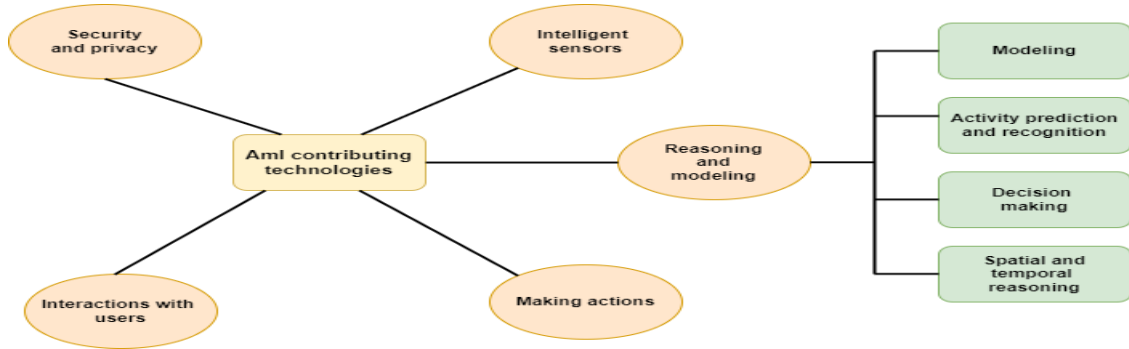 Security
and privacy
Intelligent
sensors
Modeling
Activity prediction
and recognition
AmI contributing
technologies
Reasoning
and
modeling
Decision
making
Spatial and
temporal
reasoning
Interactions with
users
Making actions